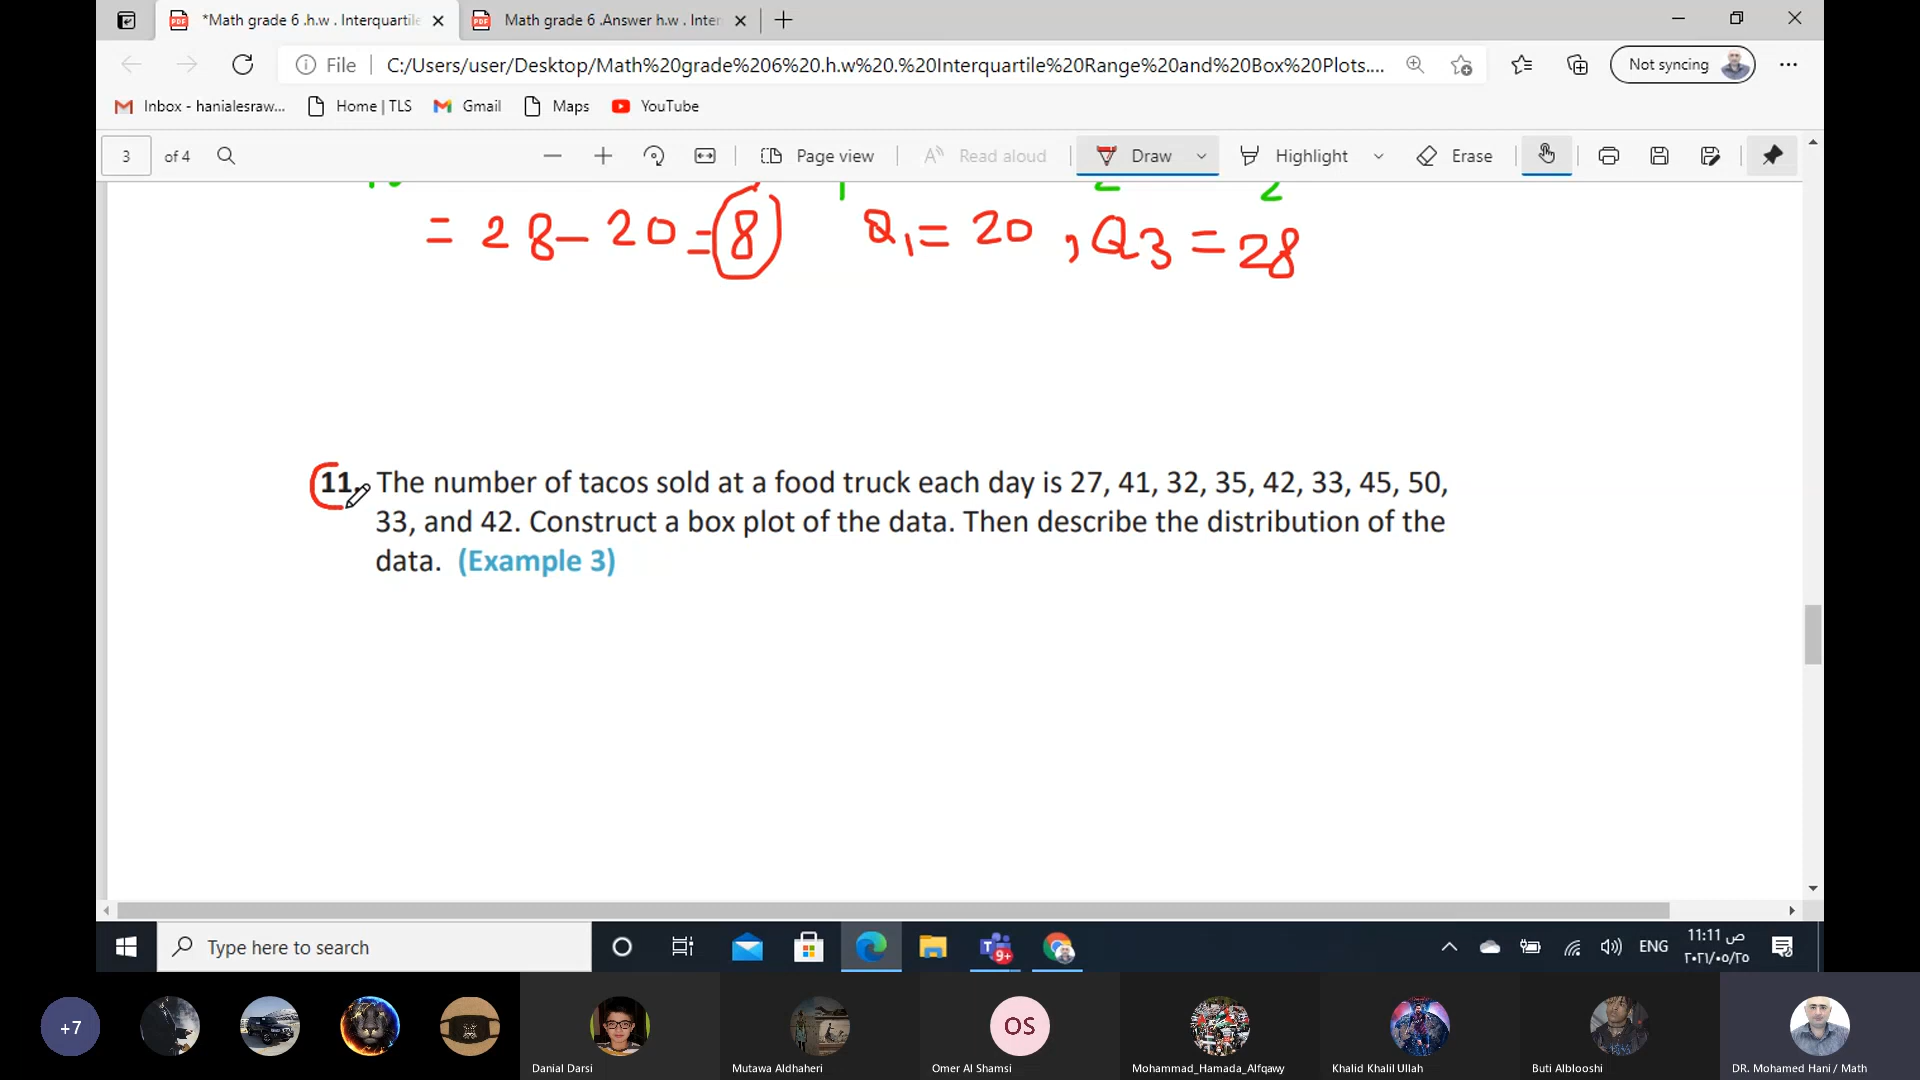 *Math grade 6 .h.w . Interquartile
Math grade 6 .Answer h.w . Inter
File
C:/Users/user/Desktop/Math%20grade%206%20.h.w%20.%20Interquartile%20Range%20and%20Box%20Plots....
Not syncing
Inbox - hanialesraw...
Home | TLS
Gmail
Maps
YouTube
3 of 4
Page view
Read aloud
Draw
Highlight
Erase
= 28 - 20 = 8 Q1 = 20 , Q3 = 28
11. The number of tacos sold at a food truck each day is 27, 41, 32, 35, 42, 33, 45, 50,
33, and 42. Construct a box plot of the data. Then describe the distribution of the
data. (Example 3)
Type here to search
9+
ENG
11:11 ص
٢٠٢١/٠٥/٢٥
+7
OS
Danial Darsi
Mutawa Aldhaheri
Omer Al Shamsi
Mohammad_Hamada_Alfqawy
Khalid Khalil Ullah
Buti Alblooshi
DR. Mohamed Hani / Math